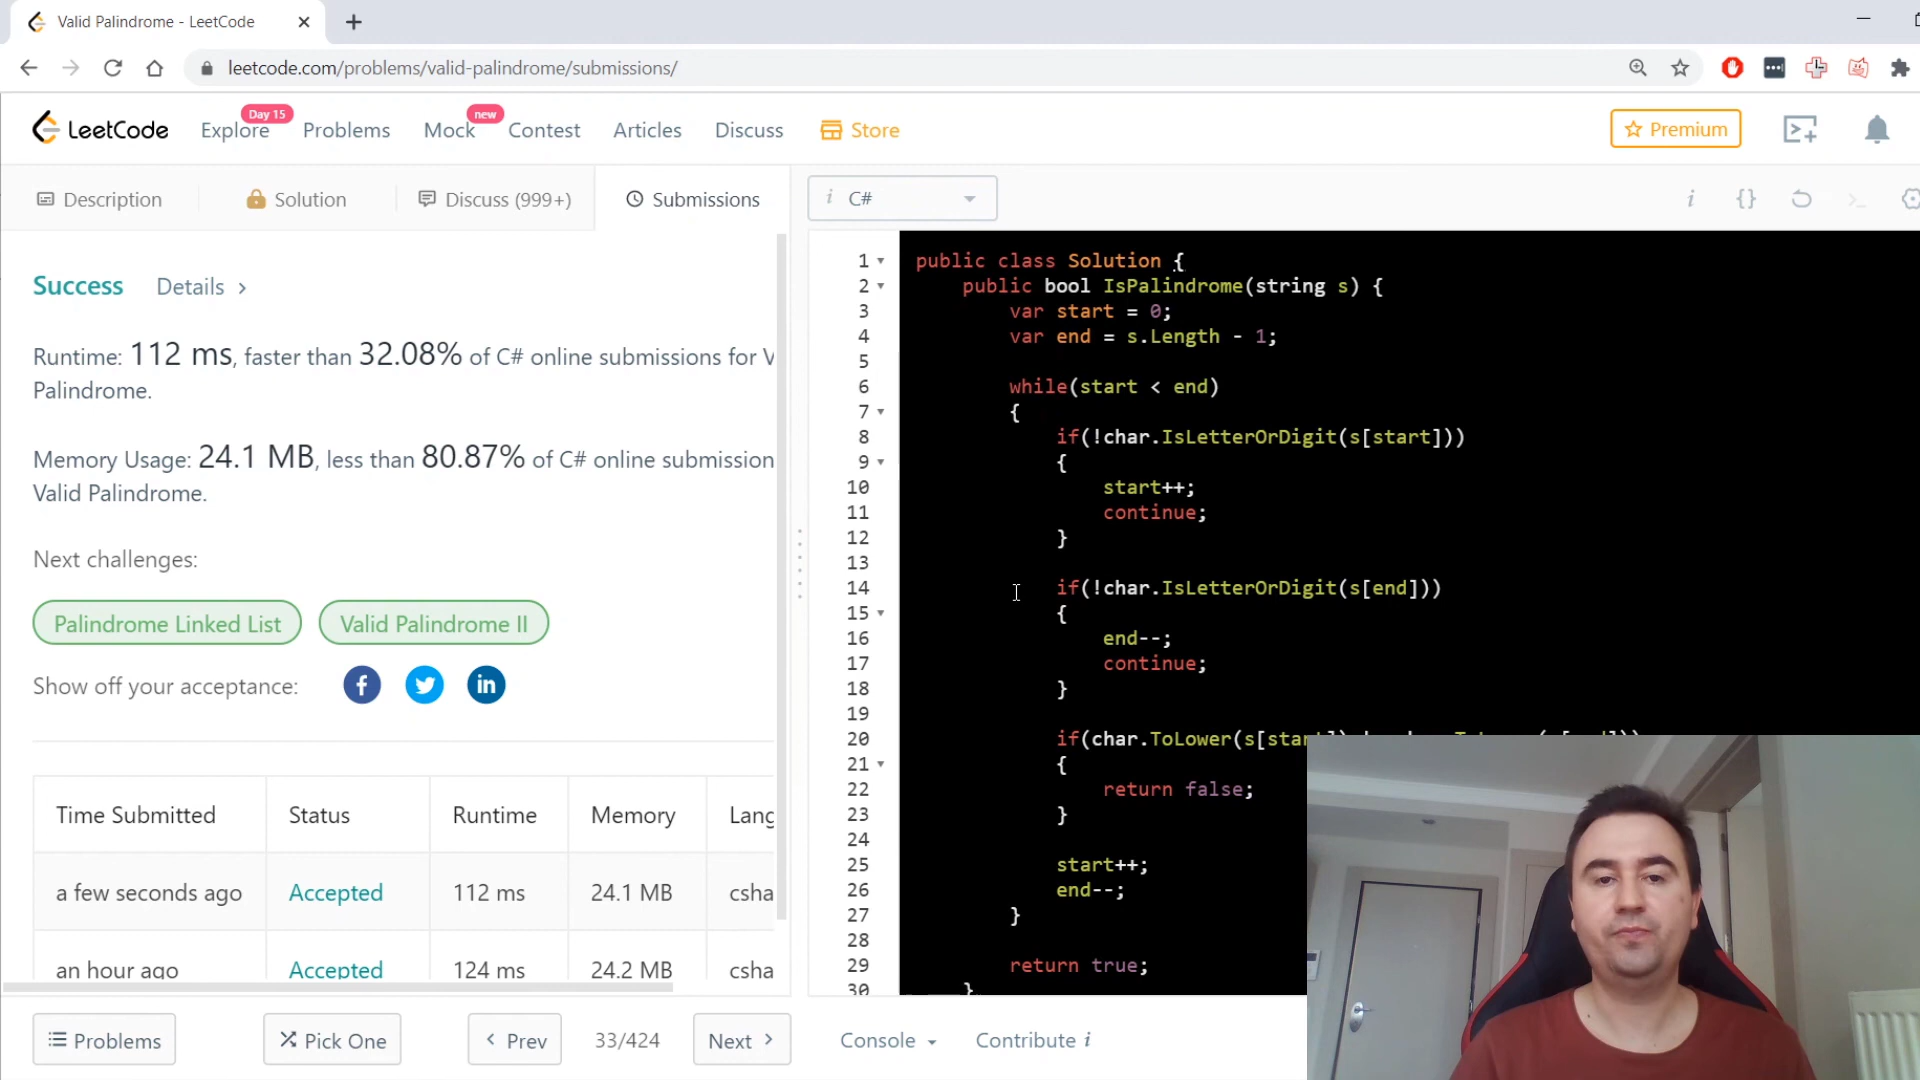 Valid Palindrome - LeetCode
leetcode.com/problems/valid-palindrome/submissions/
LeetCode
Explore
Day 15
Problems
Mock
new
Contest
Articles
Discuss
Store
Premium
Description
Solution
Discuss (999+)
Submissions
i C#
i {}
Success
Details
Runtime: 112 ms, faster than 32.08% of C# online submissions for
Palindrome.
Memory Usage: 24.1 MB, less than 80.87% of C# online submission
Valid Palindrome.
Next challenges:
Palindrome Linked List
Valid Palindrome II
Show off your acceptance:
Time Submitted Status Runtime Memory Lang
a few seconds ago Accepted 112 ms 24.1 MB csha
an hour ago Accepted 124 ms 24.2 MB csha
1 public class Solution {
2 public bool IsPalindrome(string s) {
3 var start = 0;
4 var end = s.Length - 1;
5
6 while(start < end)
7 {
8 if(!char.IsLetterOrDigit(s[start]))
9 {
10 start++;
11 continue;
12 }
13
14 if(!char.IsLetterOrDigit(s[end]))
15 {
16 end--;
17 continue;
18 }
19
20 if(char.ToLower(s[start
21 {
22 return false;
23 }
24
25 start++;
26 end--;
27 }
28
29 return true;
30 }
Problems
Pick One
Prev
33/424
Next
Console
Contribute i